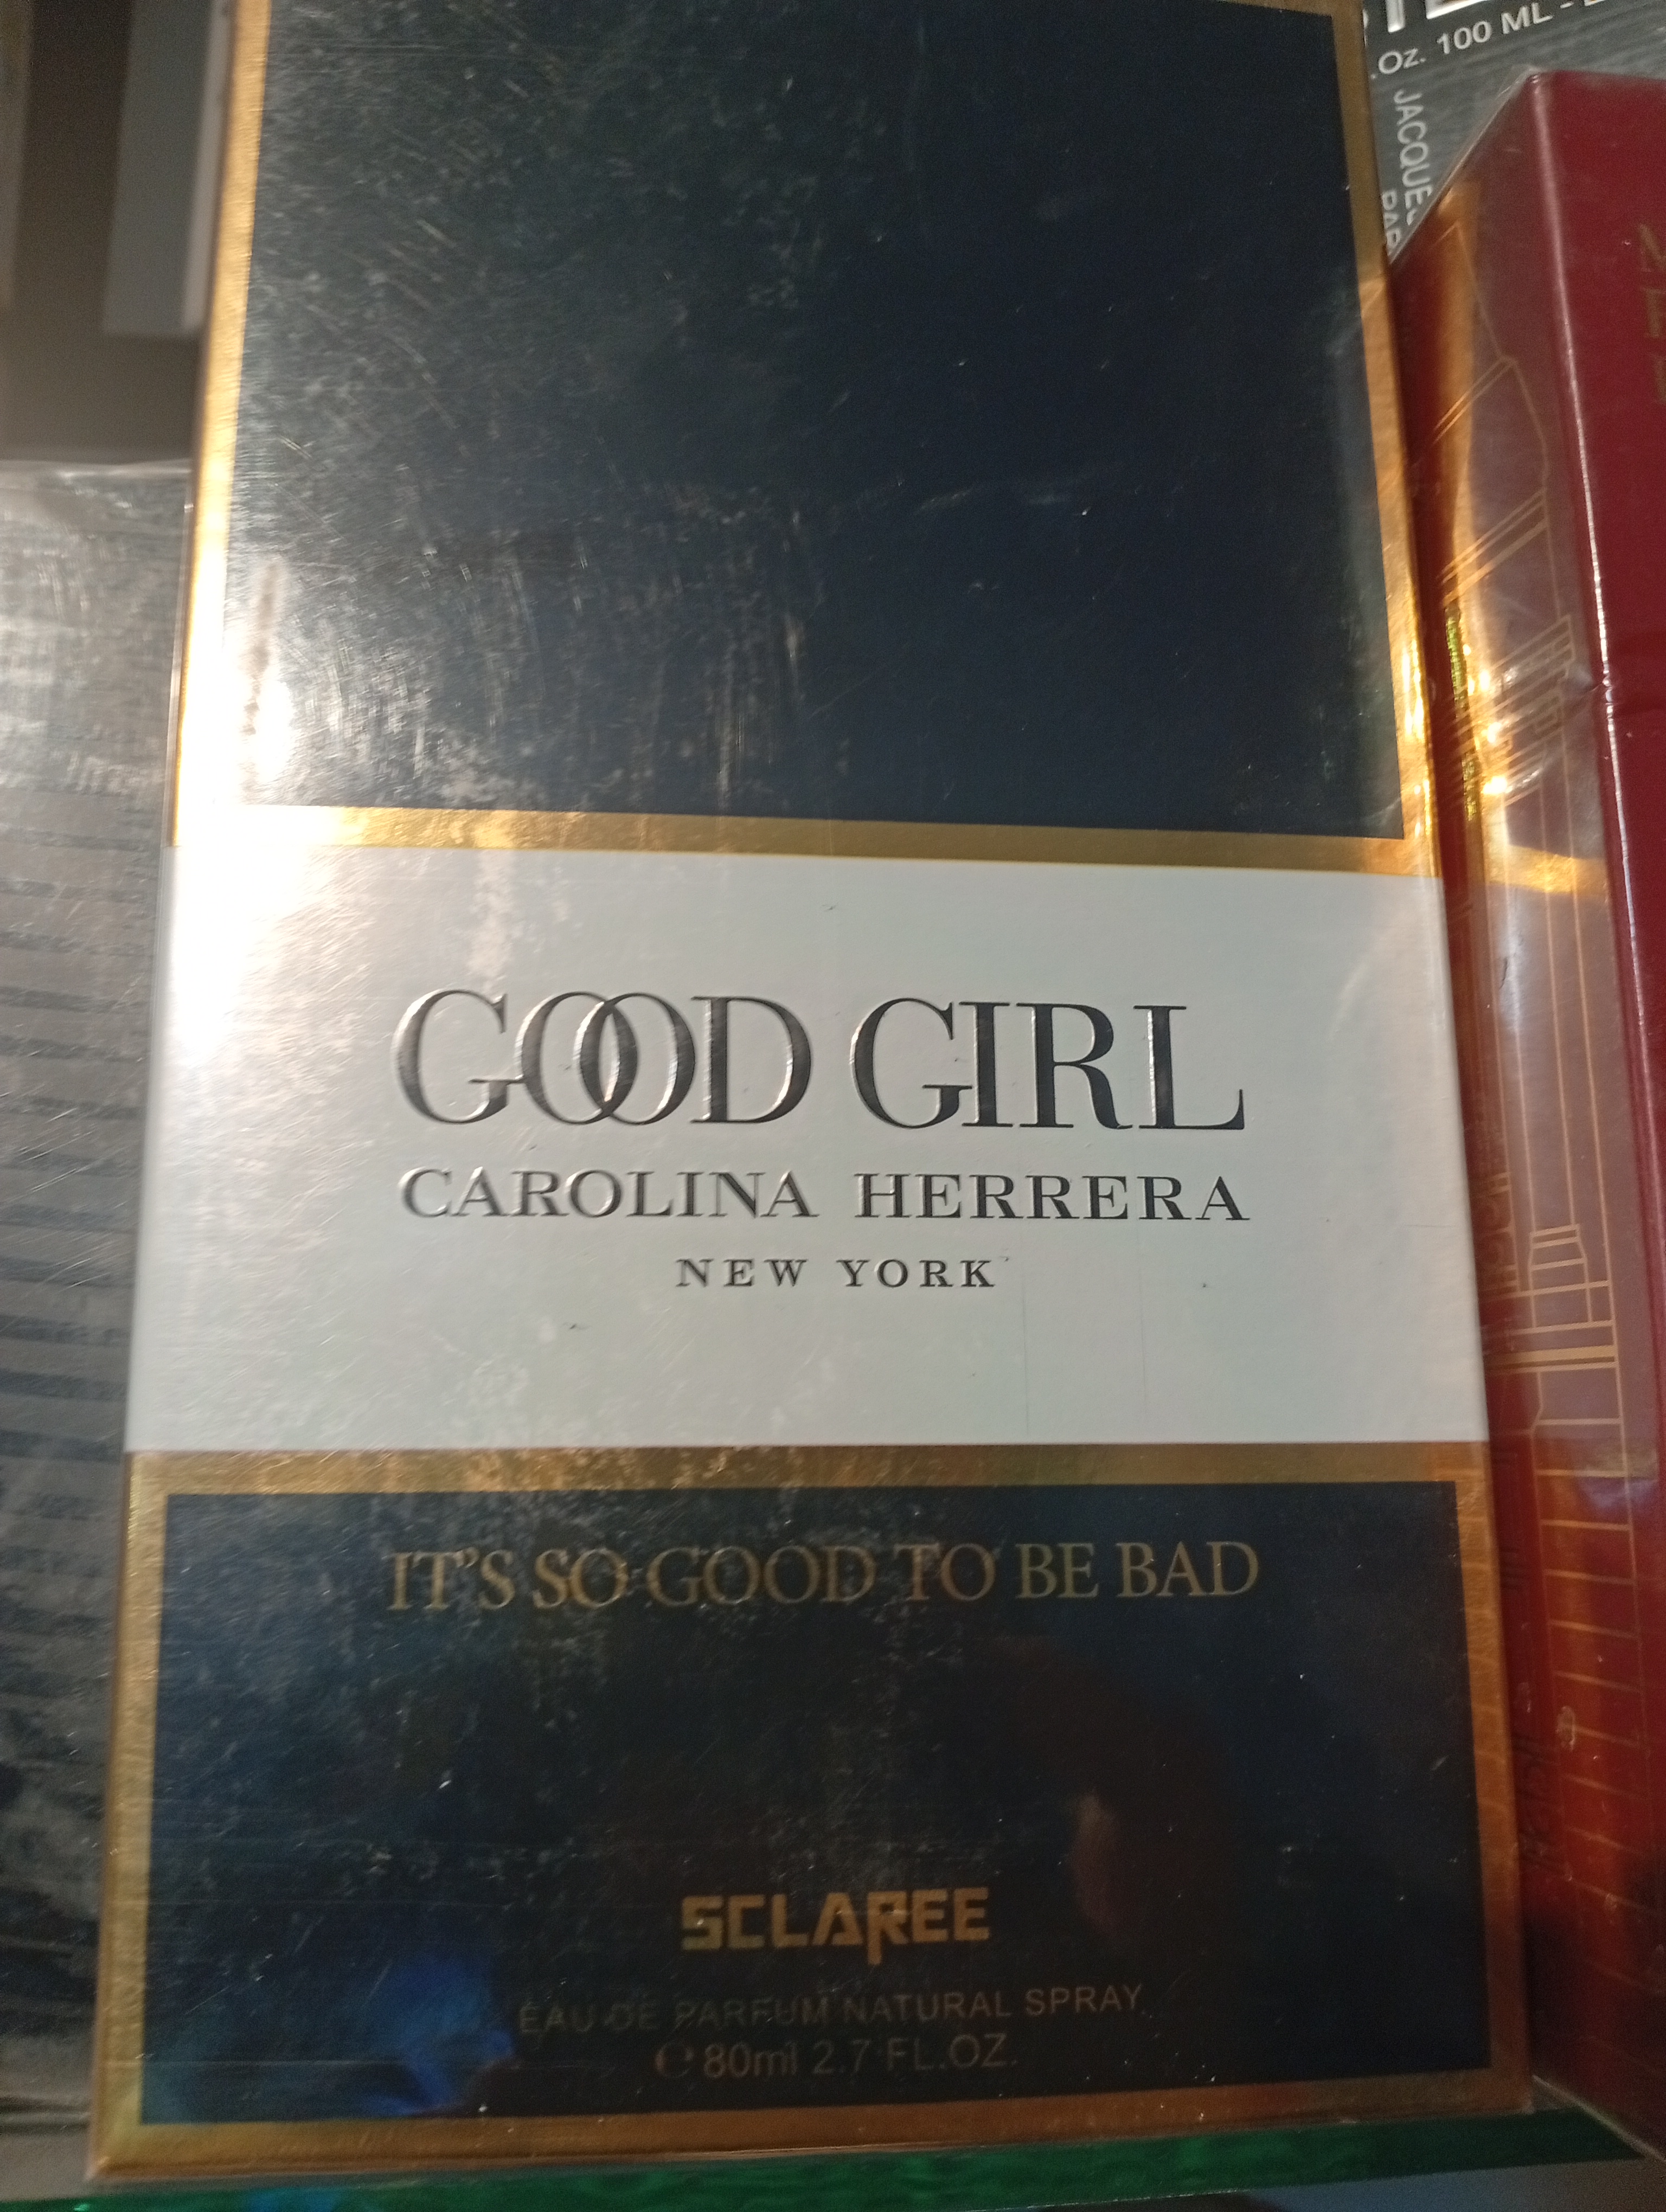 .Oz. 100 ML -
JACQUES
GOOD GIRL
CAROLINA HERRERA
NEW YORK
IT'S SO GOOD TO BE BAD
SCLAREE
EAU DE PARFUM NATURAL SPRAY
℮ 80ml 2.7 FL.OZ.